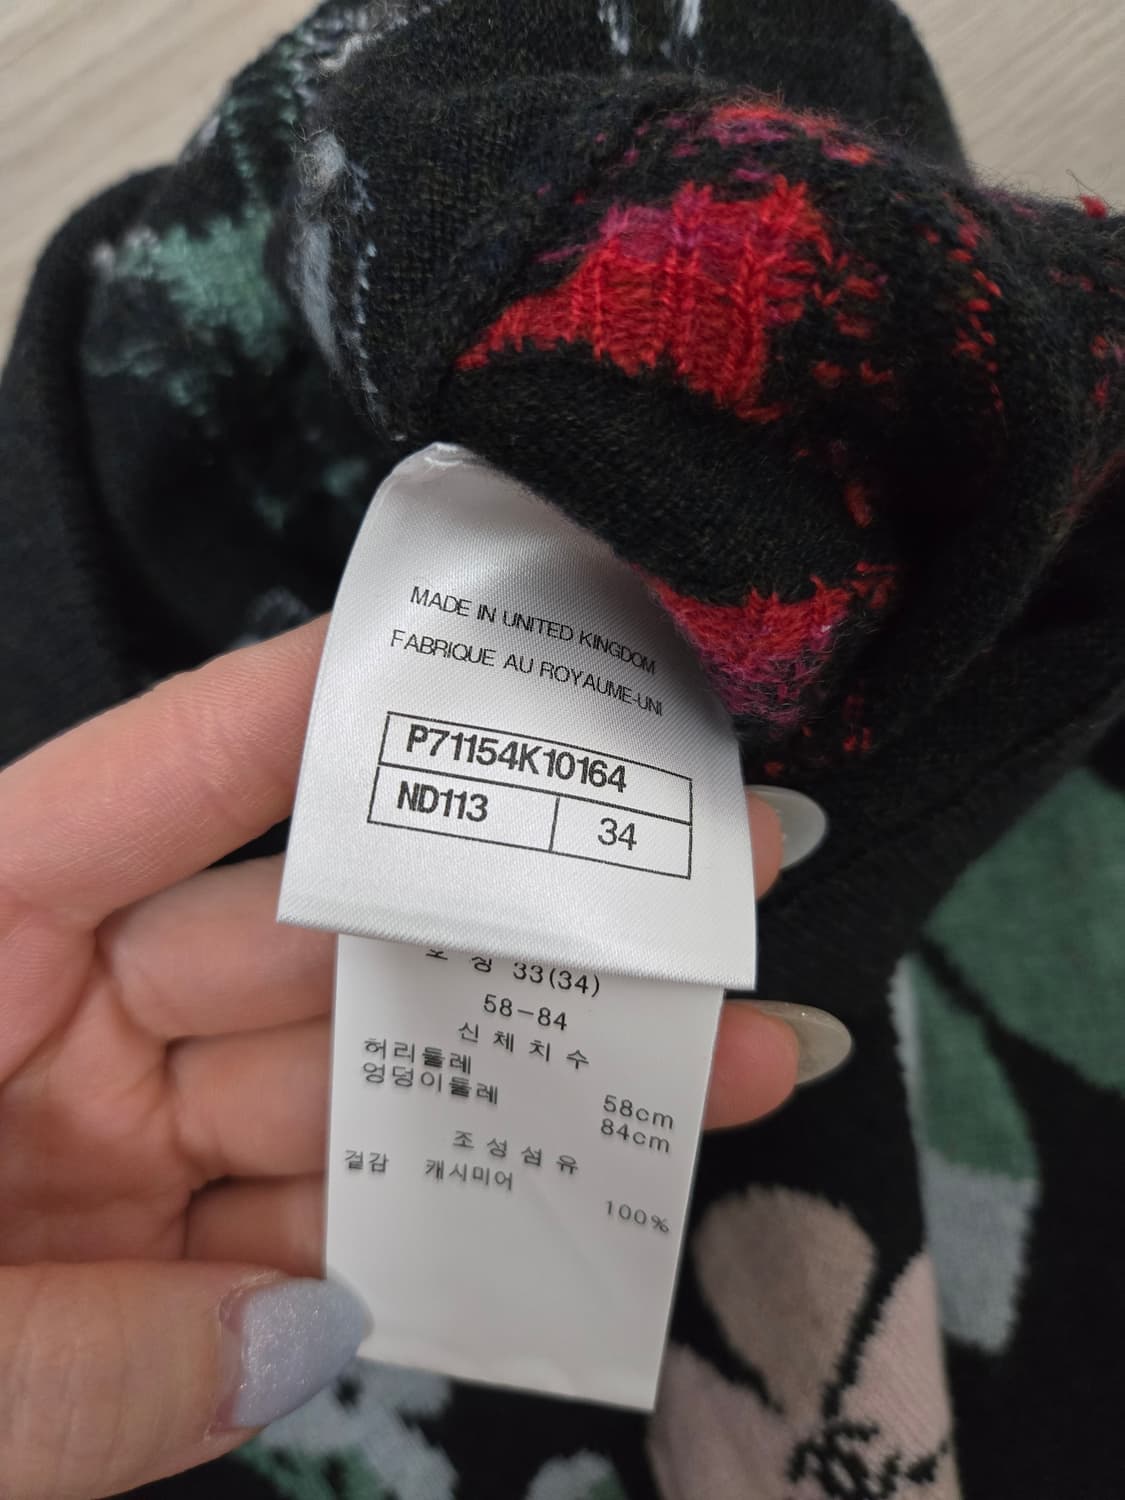 MADE IN UNITED KINGDOM
FABRIQUE AU ROYAUME-UNI
P71154K10164
ND113 34
호 칭 33(34)
58-84
신 체 치 수
허리둘레 58cm
엉덩이둘레 84cm
조 성 섬 유
겉감 캐시미어 100%